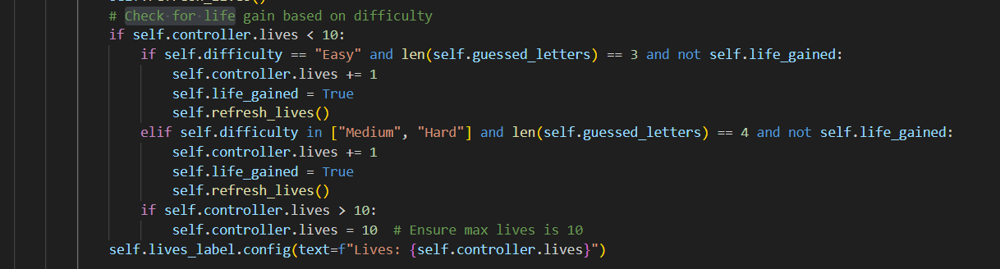 # Check for life gain based on difficulty
if self.controller.lives < 10:
    if self.difficulty == "Easy" and len(self.guessed_letters) == 3 and not self.life_gained:
        self.controller.lives += 1
        self.life_gained = True
        self.refresh_lives()
    elif self.difficulty in ["Medium", "Hard"] and len(self.guessed_letters) == 4 and not self.life_gained:
        self.controller.lives += 1
        self.life_gained = True
        self.refresh_lives()
    if self.controller.lives > 10:
        self.controller.lives = 10  # Ensure max lives is 10
self.lives_label.config(text=f"Lives: {self.controller.lives}")